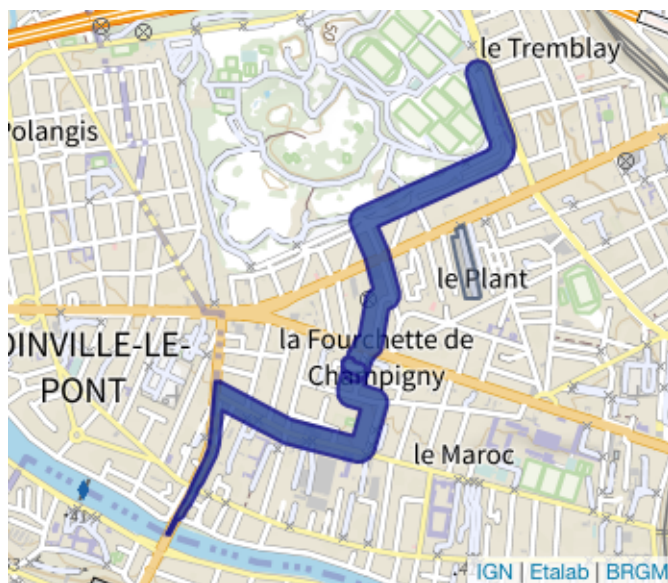 le Tremblay
Polangis
le Plant
OINVILLE-LE-
PONT
la Fourchette de
Champigny
le Maroc
IGN | Etalab | BRGM